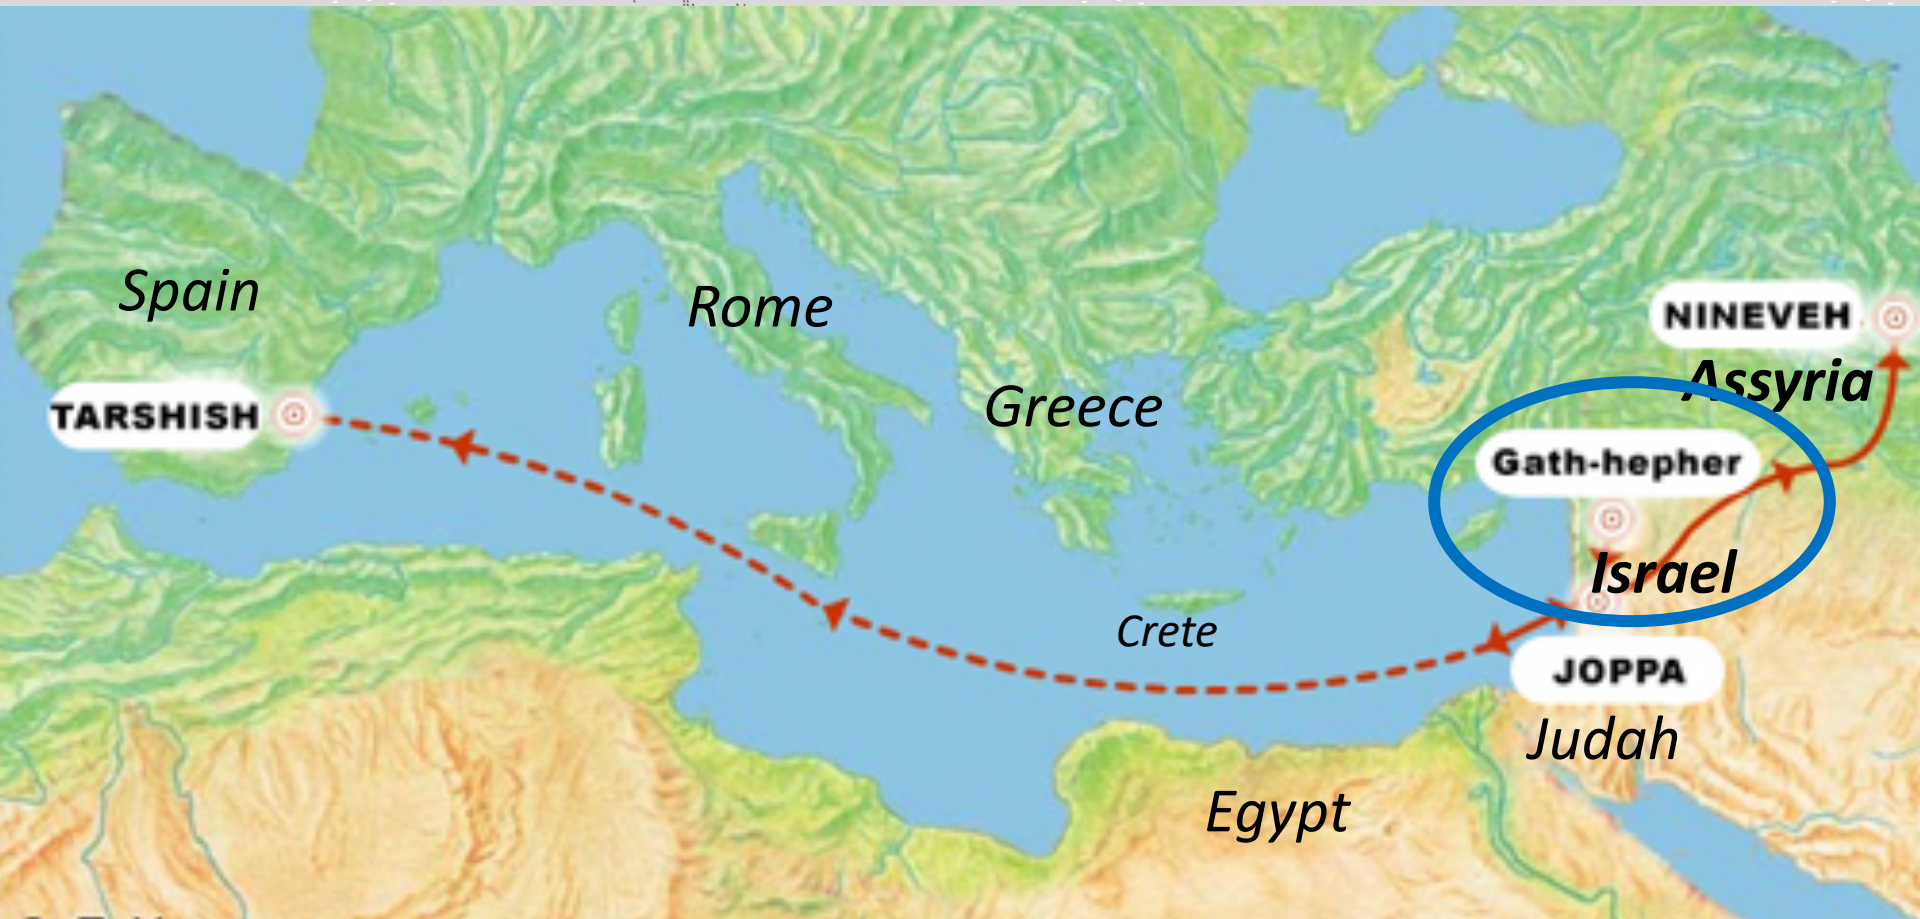 Spain
Rome
NINEVEH
Assyria
TARSHISH
Greece
Gath-hepher
Israel
Crete
JOPPA
Judah
Egypt